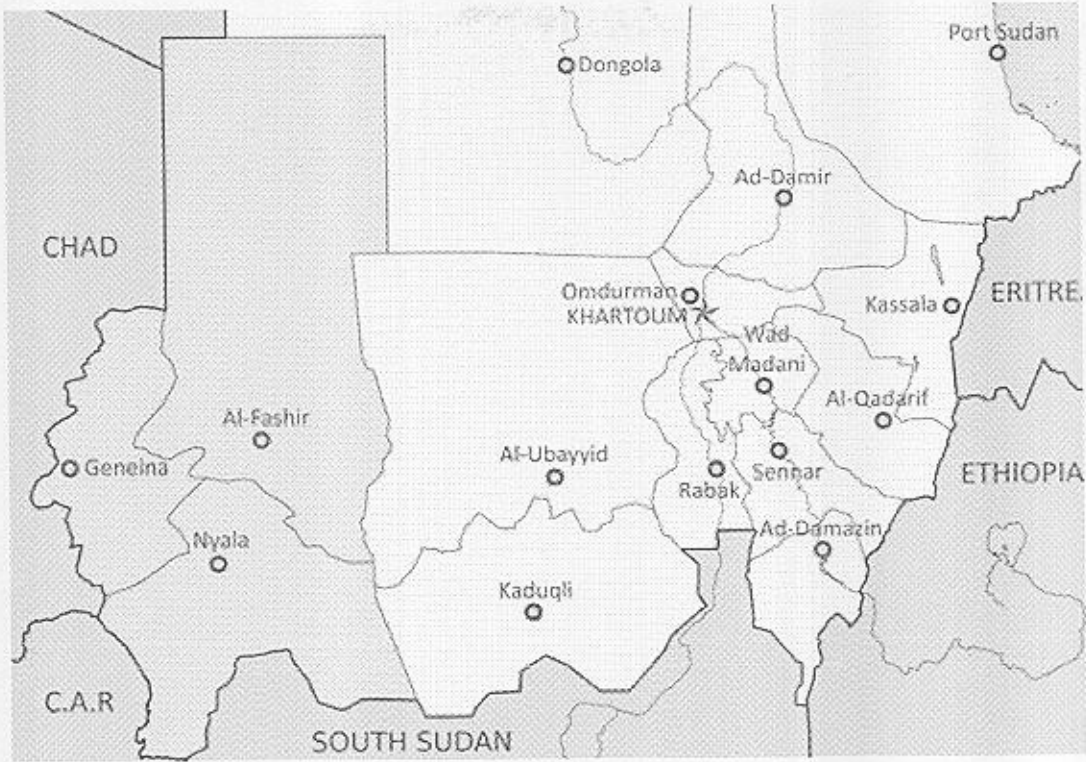 Port Sudan
Dongola
Ad-Damir
CHAD
Omdurman
KHARTOUM
Kassala
ERITRE
Wad
Madani
Al-Qadarif
Al-Fashir
Geneina
Al-Ubayyid
Sennar
Rabak
ETHIOPIA
Nyala
Ad-Damazin
Kaduqli
C.A.R
SOUTH SUDAN